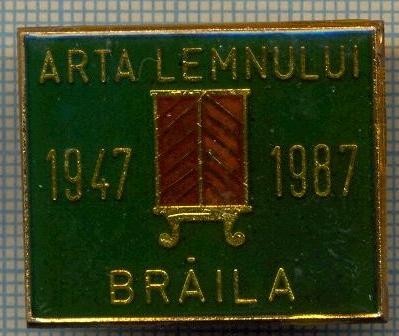 ARTA LEMNULUI
1947 1987
BRĂILA